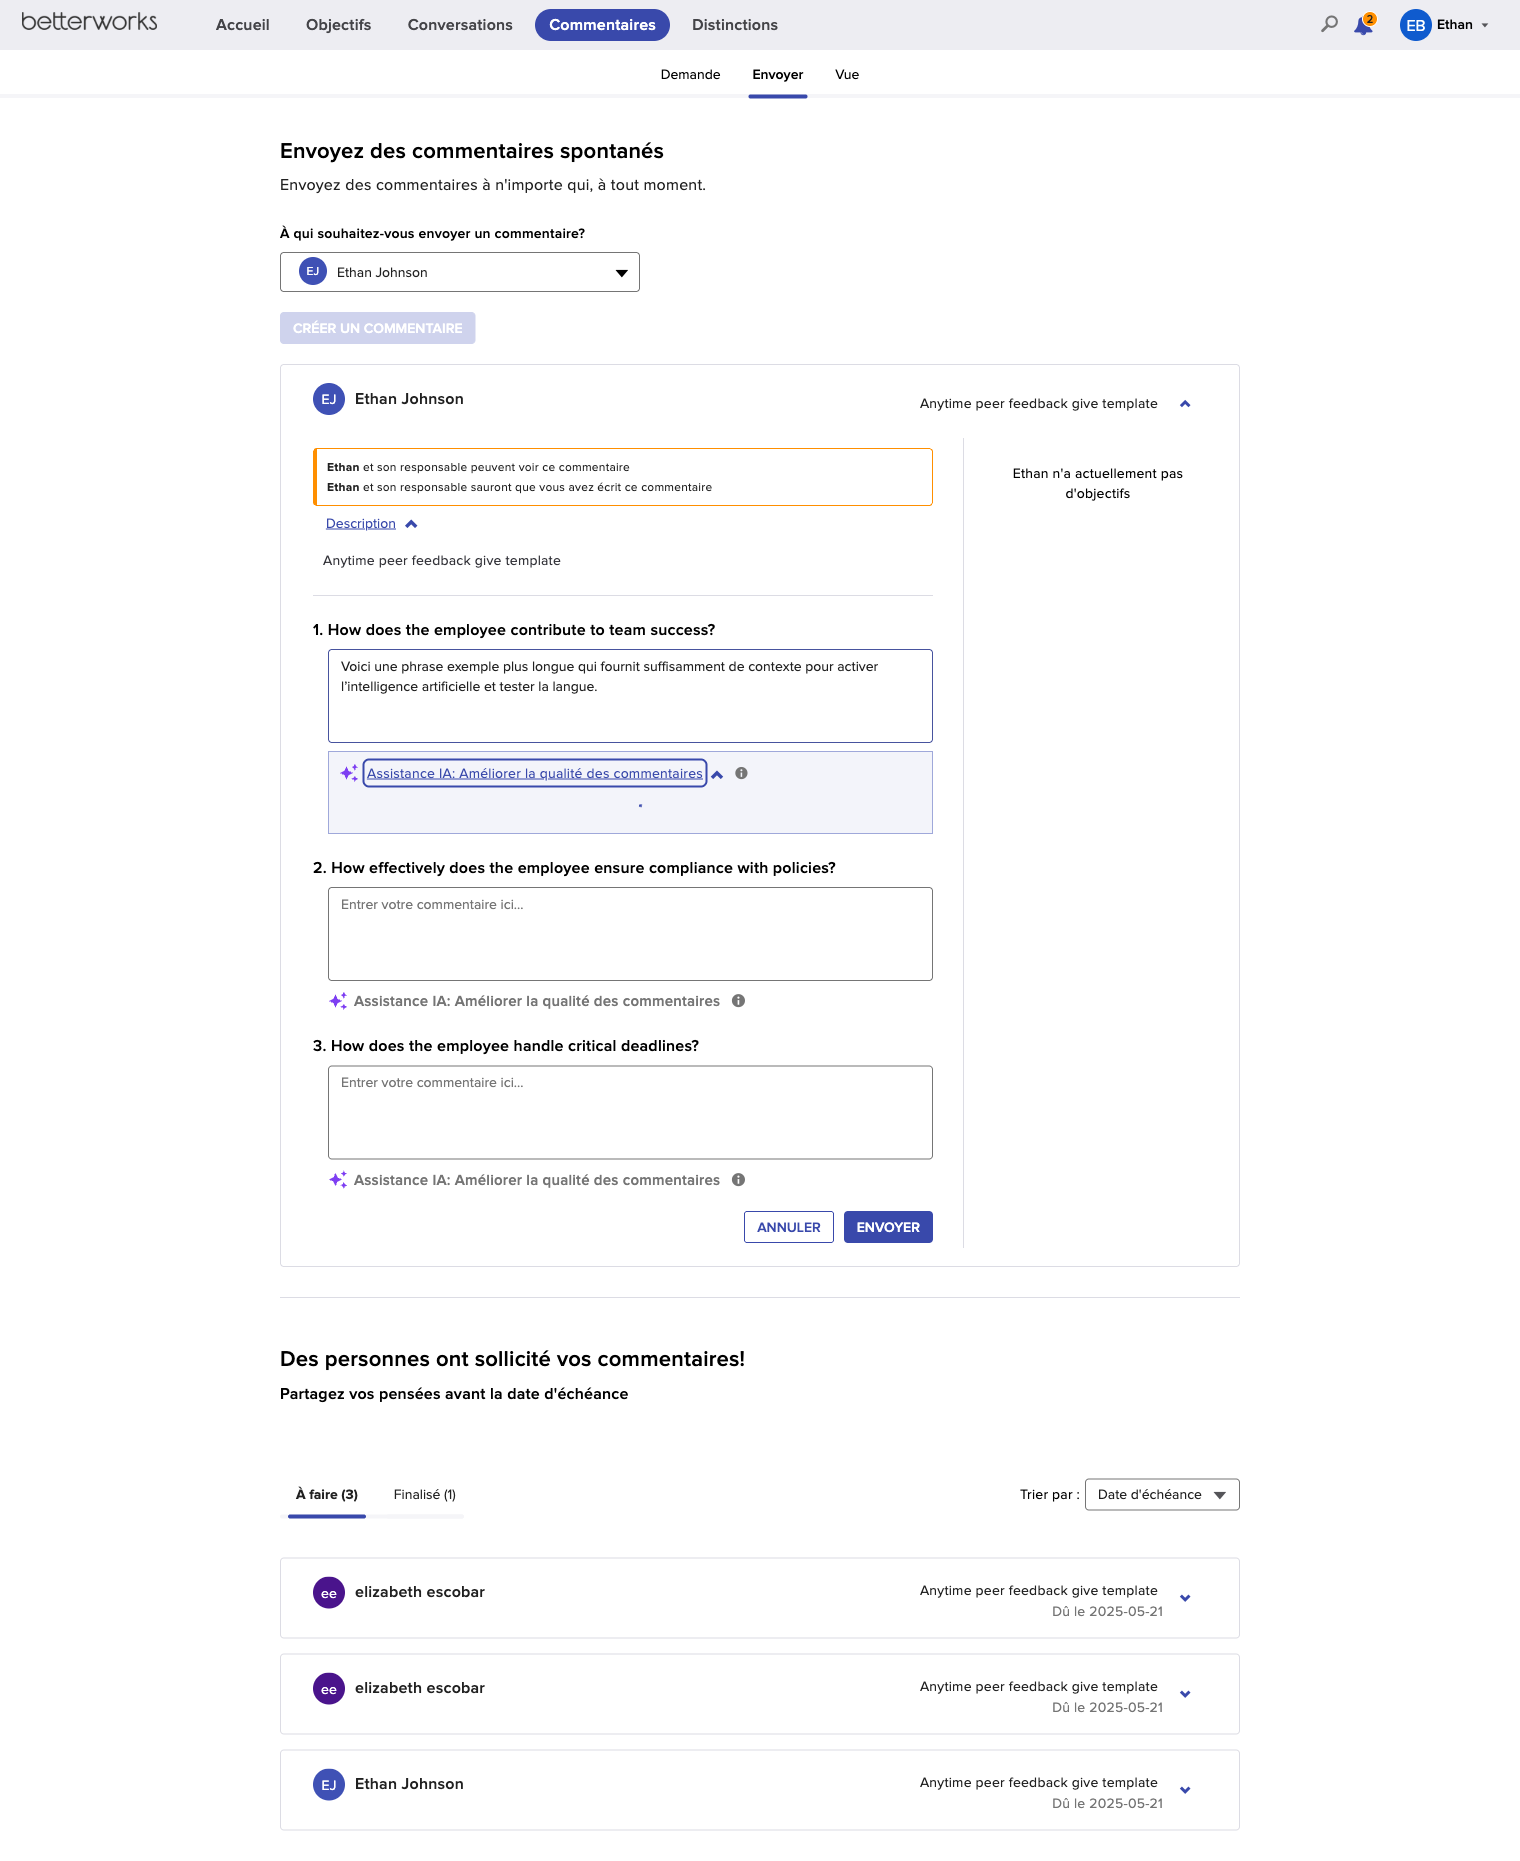 betterworks
Accueil
Objectifs
Conversations
Commentaires
Distinctions
2
EB
Ethan
Demande
Envoyer
Vue
Envoyez des commentaires spontanés
Envoyez des commentaires à n'importe qui, à tout moment.
À qui souhaitez-vous envoyer un commentaire?
EJ
Ethan Johnson
CRÉER UN COMMENTAIRE
EJ
Ethan Johnson
Anytime peer feedback give template
Ethan et son responsable peuvent voir ce commentaire
Ethan et son responsable sauront que vous avez écrit ce commentaire
Ethan n'a actuellement pas
d'objectifs
Description
Anytime peer feedback give template
1. How does the employee contribute to team success?
Voici une phrase exemple plus longue qui fournit suffisamment de contexte pour activer
l'intelligence artificielle et tester la langue.
Assistance IA: Améliorer la qualité des commentaires
2. How effectively does the employee ensure compliance with policies?
Entrer votre commentaire ici...
Assistance IA: Améliorer la qualité des commentaires
3. How does the employee handle critical deadlines?
Entrer votre commentaire ici...
Assistance IA: Améliorer la qualité des commentaires
ANNULER
ENVOYER
Des personnes ont sollicité vos commentaires!
Partagez vos pensées avant la date d'échéance
À faire (3)
Finalisé (1)
Trier par :
Date d'échéance
ee
elizabeth escobar
Anytime peer feedback give template
Dû le 2025-05-21
ee
elizabeth escobar
Anytime peer feedback give template
Dû le 2025-05-21
EJ
Ethan Johnson
Anytime peer feedback give template
Dû le 2025-05-21